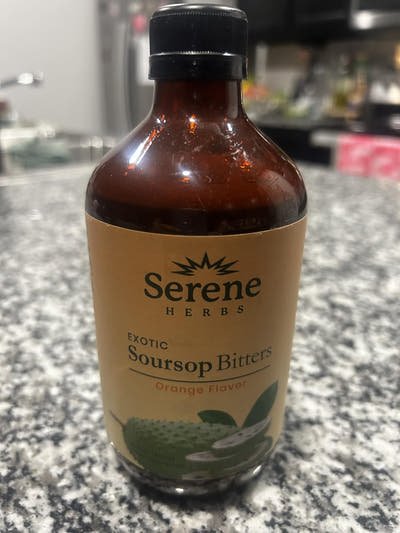 Serene
HERBS
EXOTIC
Soursop Bitters
Orange Flavor